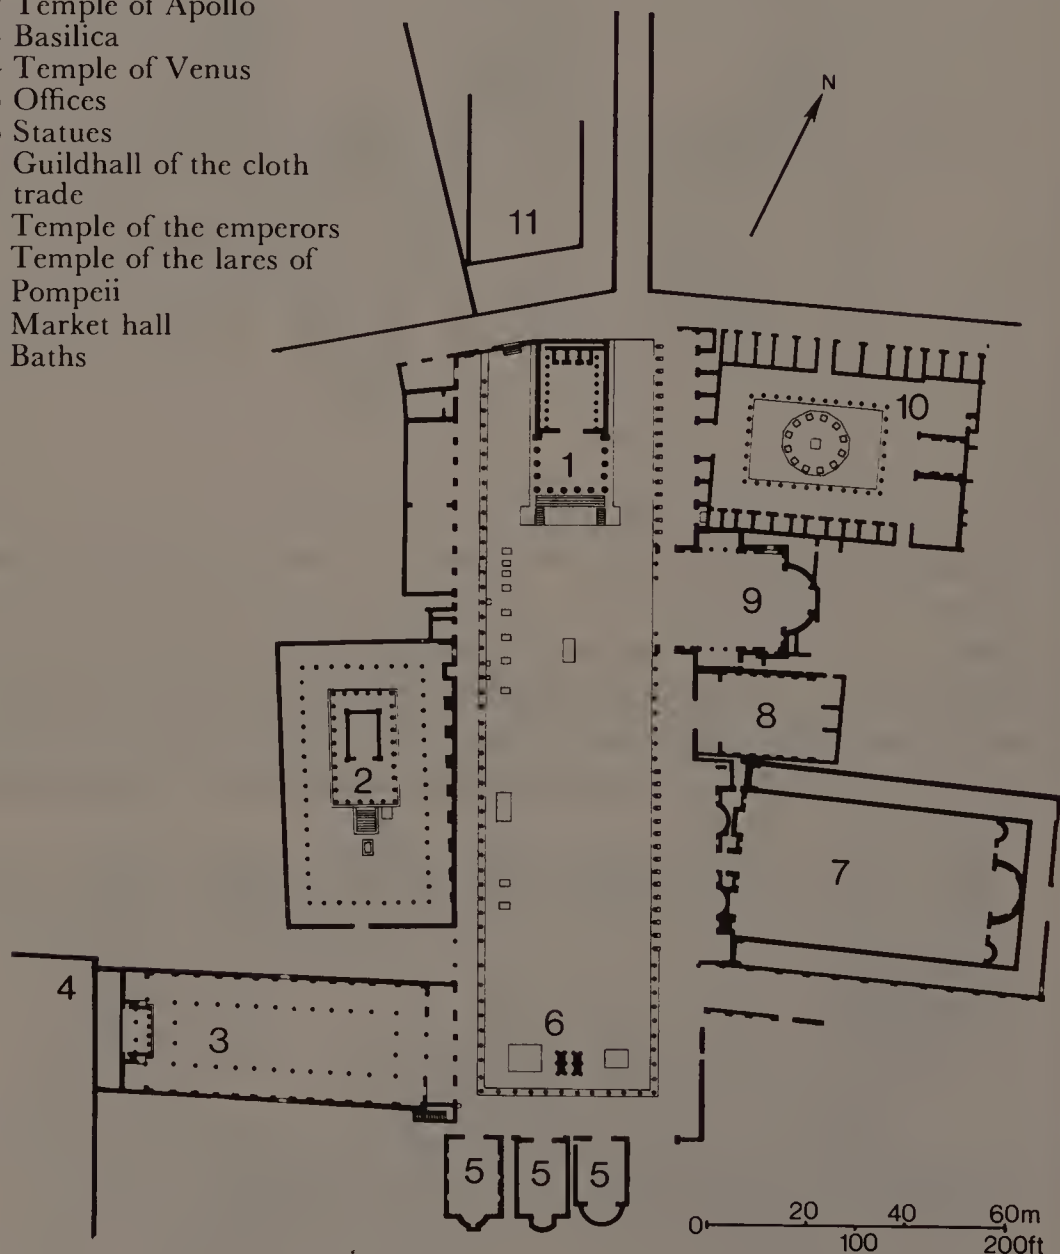 Temple of Apollo
Basilica
Temple of Venus
Offices
Statues
Guildhall of the cloth
trade
Temple of the emperors
Temple of the lares of
Pompeii
Market hall
Baths
N
11
10
1
9
8
2
7
4
3
6
5 5 5
0 20 40 60m
100 200ft